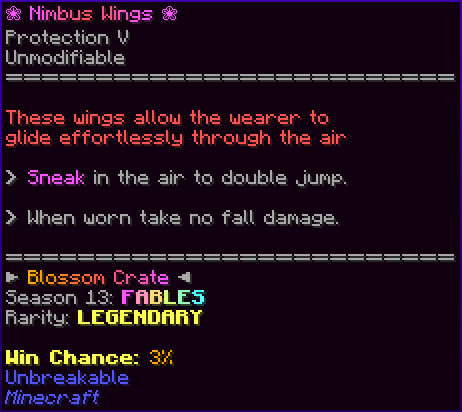 ❀ Nimbus Wings ❀
Protection V
Unmodifiable
==============================
These wings allow the wearer to
glide effortlessly through the air
> Sneak in the air to double jump.
> When worn take no fall damage.
==============================
► Blossom Crate ◄
Season 13: FABLES
Rarity: LEGENDARY
Win Chance: 3%
Unbreakable
Minecraft